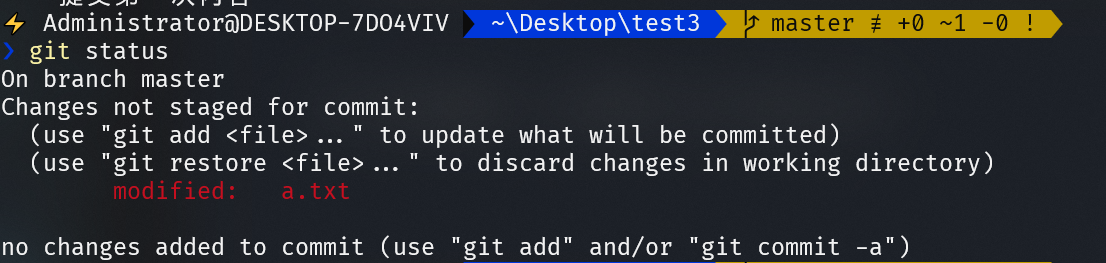 ⚡ Administrator@DESKTOP-7DO4VIV ~\Desktop\test3 master ≢ +0 ~1 -0 !
❯ git status
On branch master
Changes not staged for commit:
(use "git add <file>..." to update what will be committed)
(use "git restore <file>..." to discard changes in working directory)
modified: a.txt
no changes added to commit (use "git add" and/or "git commit -a")